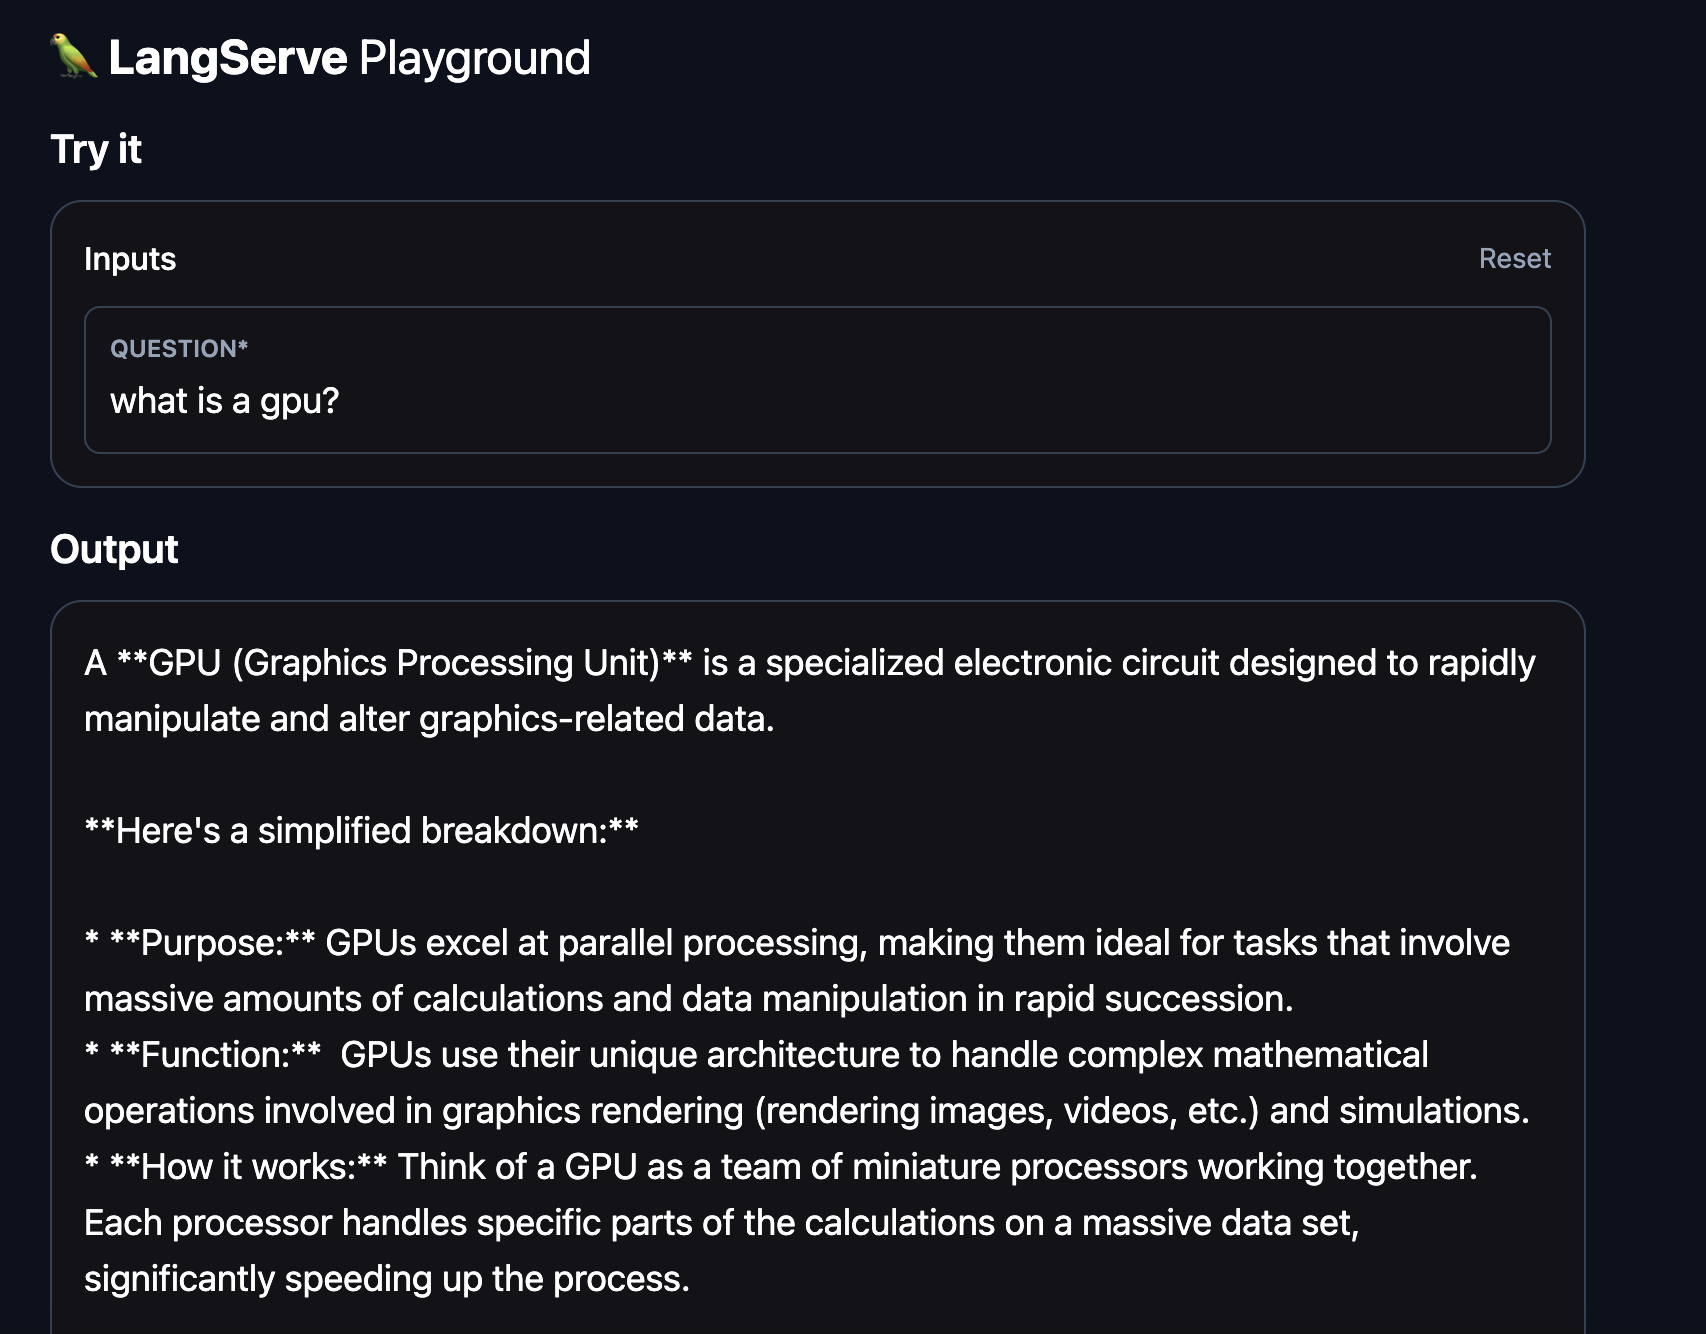 LangServe Playground
Try it
Inputs
Reset
QUESTION*
what is a gpu?
Output
A **GPU (Graphics Processing Unit)** is a specialized electronic circuit designed to rapidly
manipulate and alter graphics-related data.
**Here's a simplified breakdown:**
* **Purpose:** GPUs excel at parallel processing, making them ideal for tasks that involve
massive amounts of calculations and data manipulation in rapid succession.
* **Function:**  GPUs use their unique architecture to handle complex mathematical
operations involved in graphics rendering (rendering images, videos, etc.) and simulations.
* **How it works:** Think of a GPU as a team of miniature processors working together.
Each processor handles specific parts of the calculations on a massive data set,
significantly speeding up the process.